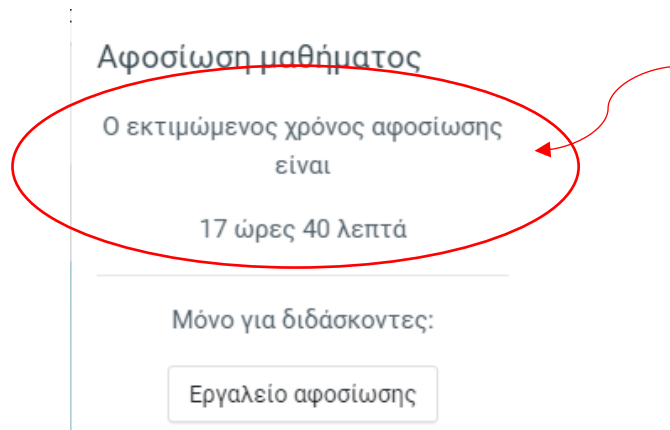 Αφοσίωση μαθήματος
Ο εκτιμώμενος χρόνος αφοσίωσης
είναι
17 ώρες 40 λεπτά
Μόνο για διδάσκοντες:
Εργαλείο αφοσίωσης